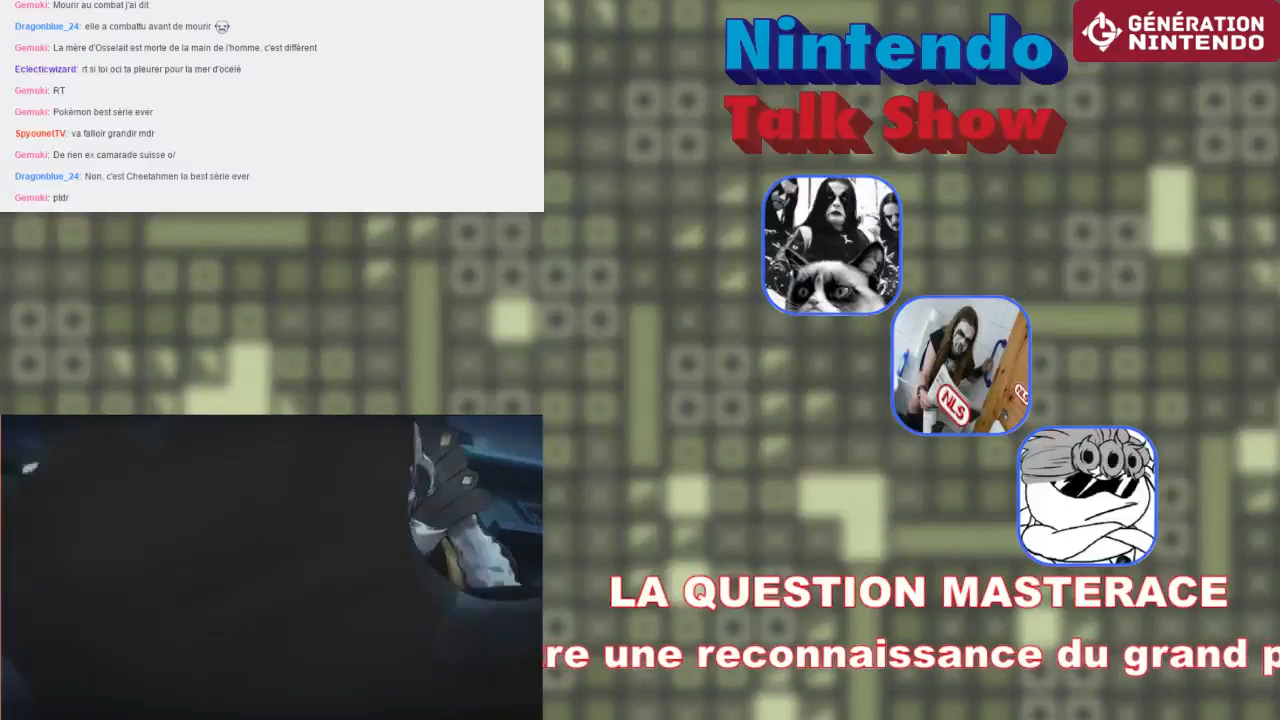 Gemuki: Mourir au combat j'ai dit
Dragonblue_24: elle a combattu avant de mourir
Gemuki: La mère d'Osselait est morte de la main de l'homme, c'est différent
Eclecticwizard: rt si toi oci ta pleurer pour la mer d'ocelé
Gemuki: RT
Gemuki: Pokémon best série ever
SpyounetTV: va falloir grandir mdr
Gemuki: De rien ex camarade suisse o/
Dragonblue_24: Non, c'est Cheetahmen la best série ever
Gemuki: ptdr
Nintendo
Talk Show
GÉNÉRATION
NINTENDO
NLS
NLS
LA QUESTION MASTERACE
re une reconnaissance du grand p